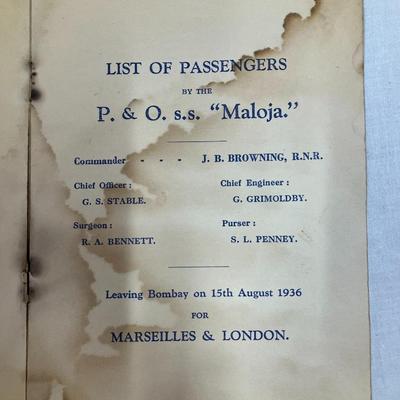 LIST OF PASSENGERS
BY THE
P. & O. s.s. "Maloja."
Commander - - - J. B. BROWNING, R.N.R.
Chief Officer : Chief Engineer :
G. S. STABLE. G. GRIMOLDBY.
Surgeon : Purser :
R. A. BENNETT. S. L. PENNEY.
Leaving Bombay on 15th August 1936
FOR
MARSEILLES & LONDON.